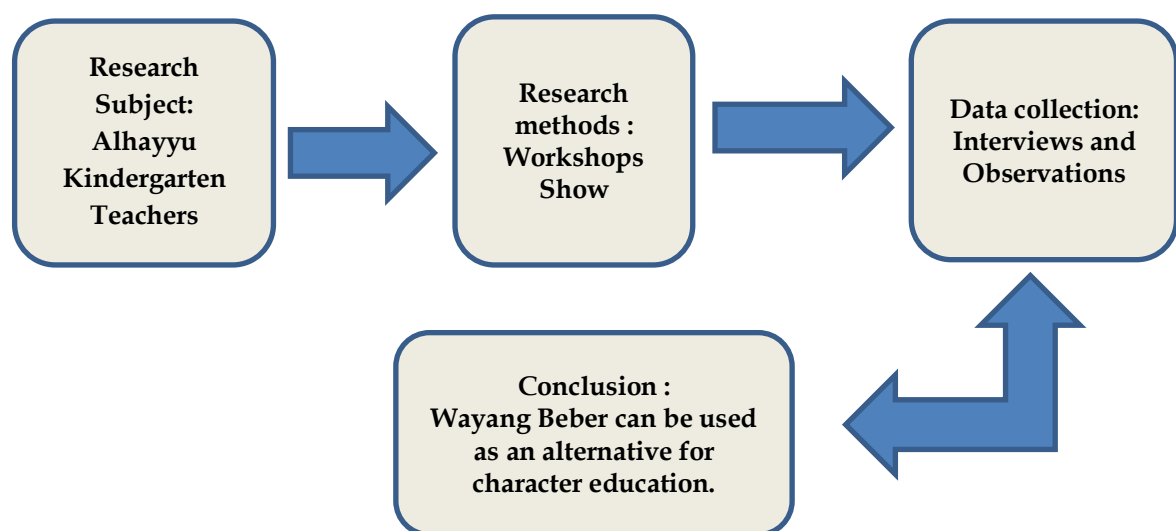 Research
Subject:
Alhayyu
Kindergarten
Teachers
Research
methods :
Workshops
Show
Data collection:
Interviews and
Observations
Conclusion :
Wayang Beber can be used
as an alternative for
character education.